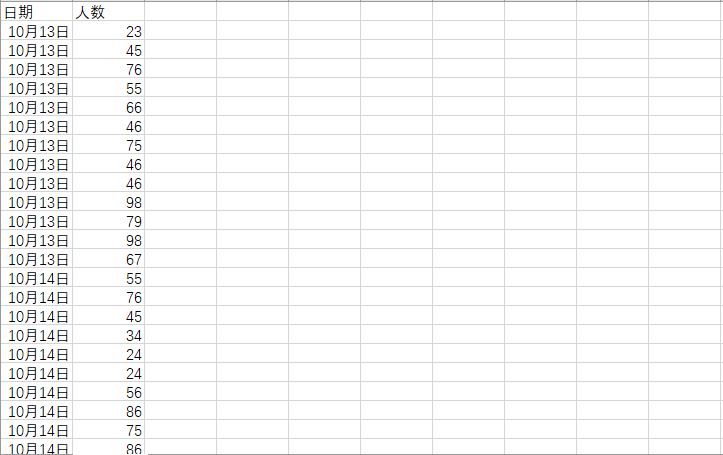 日期 人数
10月13日 23
10月13日 45
10月13日 76
10月13日 55
10月13日 66
10月13日 46
10月13日 75
10月13日 46
10月13日 46
10月13日 98
10月13日 79
10月13日 98
10月13日 67
10月14日 55
10月14日 76
10月14日 45
10月14日 34
10月14日 24
10月14日 24
10月14日 56
10月14日 86
10月14日 75
10月14日 86